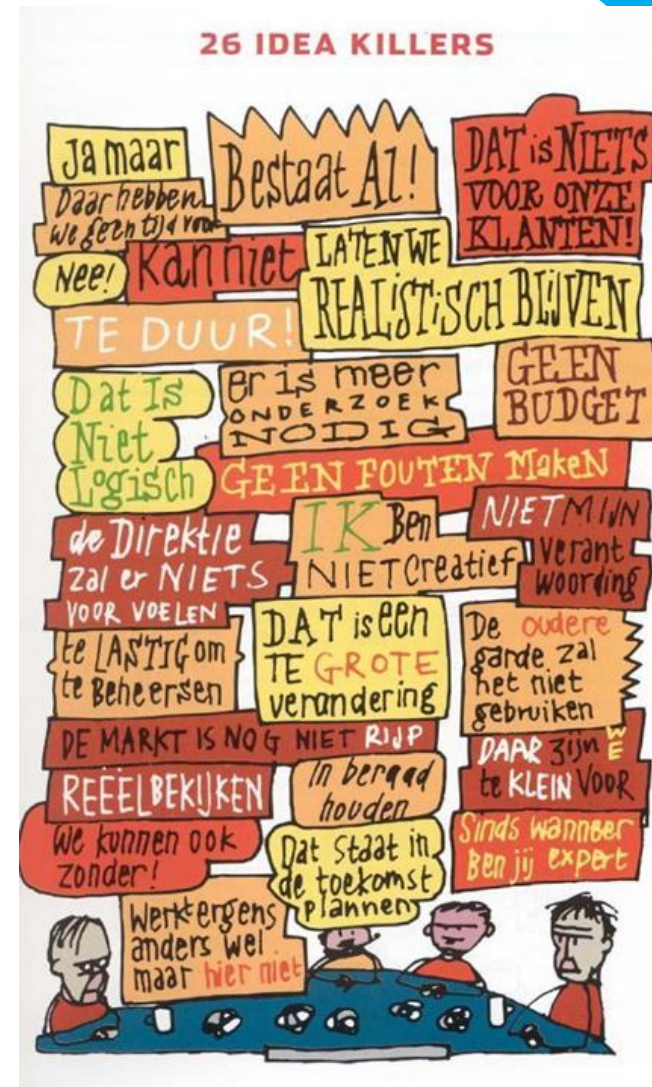 26 IDEA KILLERS
Ja maar
Bestaat Al!
DAT is NIETS
VOOR ONZE
KLANTEN!
Daar hebben
we geen tijd voor
Nee!
Kan niet
LATEN WE
REALISTISCH BLIJVEN
TE DUUR!
Dat Is
Niet
Logisch
er is meer
ONDERZOEK
NODIG
GEEN
BUDGET
GEEN FOUTEN Maken
de Direktie
zal er NIETS
VOOR VOELEN
IK Ben
NIET Creatief
NIET MIJN
verant
woording
te LASTIG om
te Beheersen
DAT is een
TE GROTE
verandering
De oudere
garde zal
het niet
gebruiken
DE MARKT IS NOG NIET RIJP
DAAR zijn WE
te KLEIN VOOR
REËEL BEKIJKEN
In beraad
houden
We kunnen ook
zonder!
Dat staat in
de toekomst
plannen
Sinds wanneer
Ben jij expert
Werkt ergens
anders wel
maar hier niet